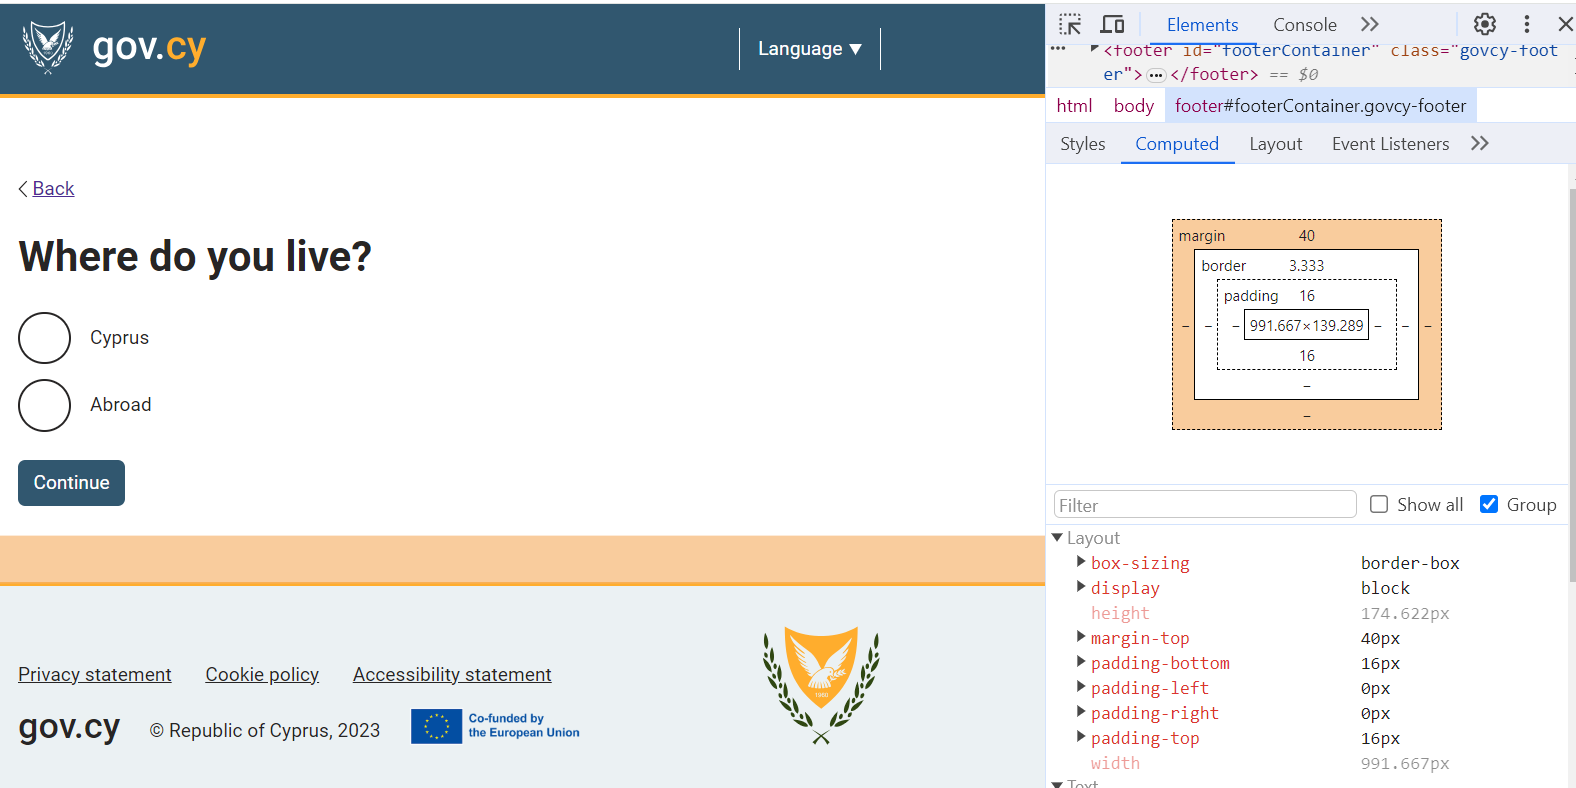 gov.cy
Language ▼
Back
Where do you live?
Cyprus
Abroad
Continue
Privacy statement Cookie policy Accessibility statement
gov.cy © Republic of Cyprus, 2023 Co-funded by
the European Union
1960
Elements Console
<footer id="footerContainer" class="govcy-foot
er"> ••• </footer> == $0
html body footer#footerContainer.govcy-footer
Styles Computed Layout Event Listeners
margin 40
border 3.333
padding 16
– – – 991.667×139.289 – – –
16
–
–
Filter Show all Group
Layout
box-sizing border-box
display block
height 174.622px
margin-top 40px
padding-bottom 16px
padding-left 0px
padding-right 0px
padding-top 16px
width 991.667px
Text